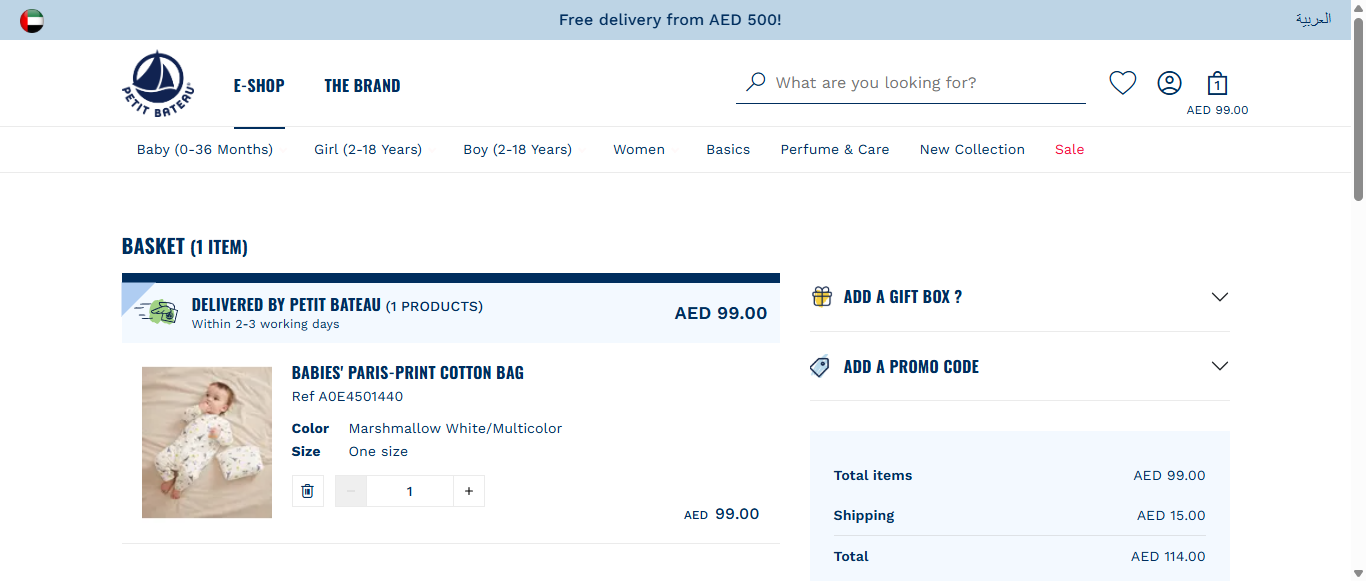 Free delivery from AED 500!
العربية
PETIT BATEAU
E-SHOP
THE BRAND
What are you looking for?
1
AED 99.00
Baby (0-36 Months)
Girl (2-18 Years)
Boy (2-18 Years)
Women
Basics
Perfume & Care
New Collection
Sale
BASKET (1 ITEM)
DELIVERED BY PETIT BATEAU (1 PRODUCTS)
Within 2-3 working days
AED 99.00
BABIES' PARIS-PRINT COTTON BAG
Ref A0E4501440
Color Marshmallow White/Multicolor
Size One size
− 1 +
AED 99.00
ADD A GIFT BOX ?
ADD A PROMO CODE
Total items AED 99.00
Shipping AED 15.00
Total AED 114.00